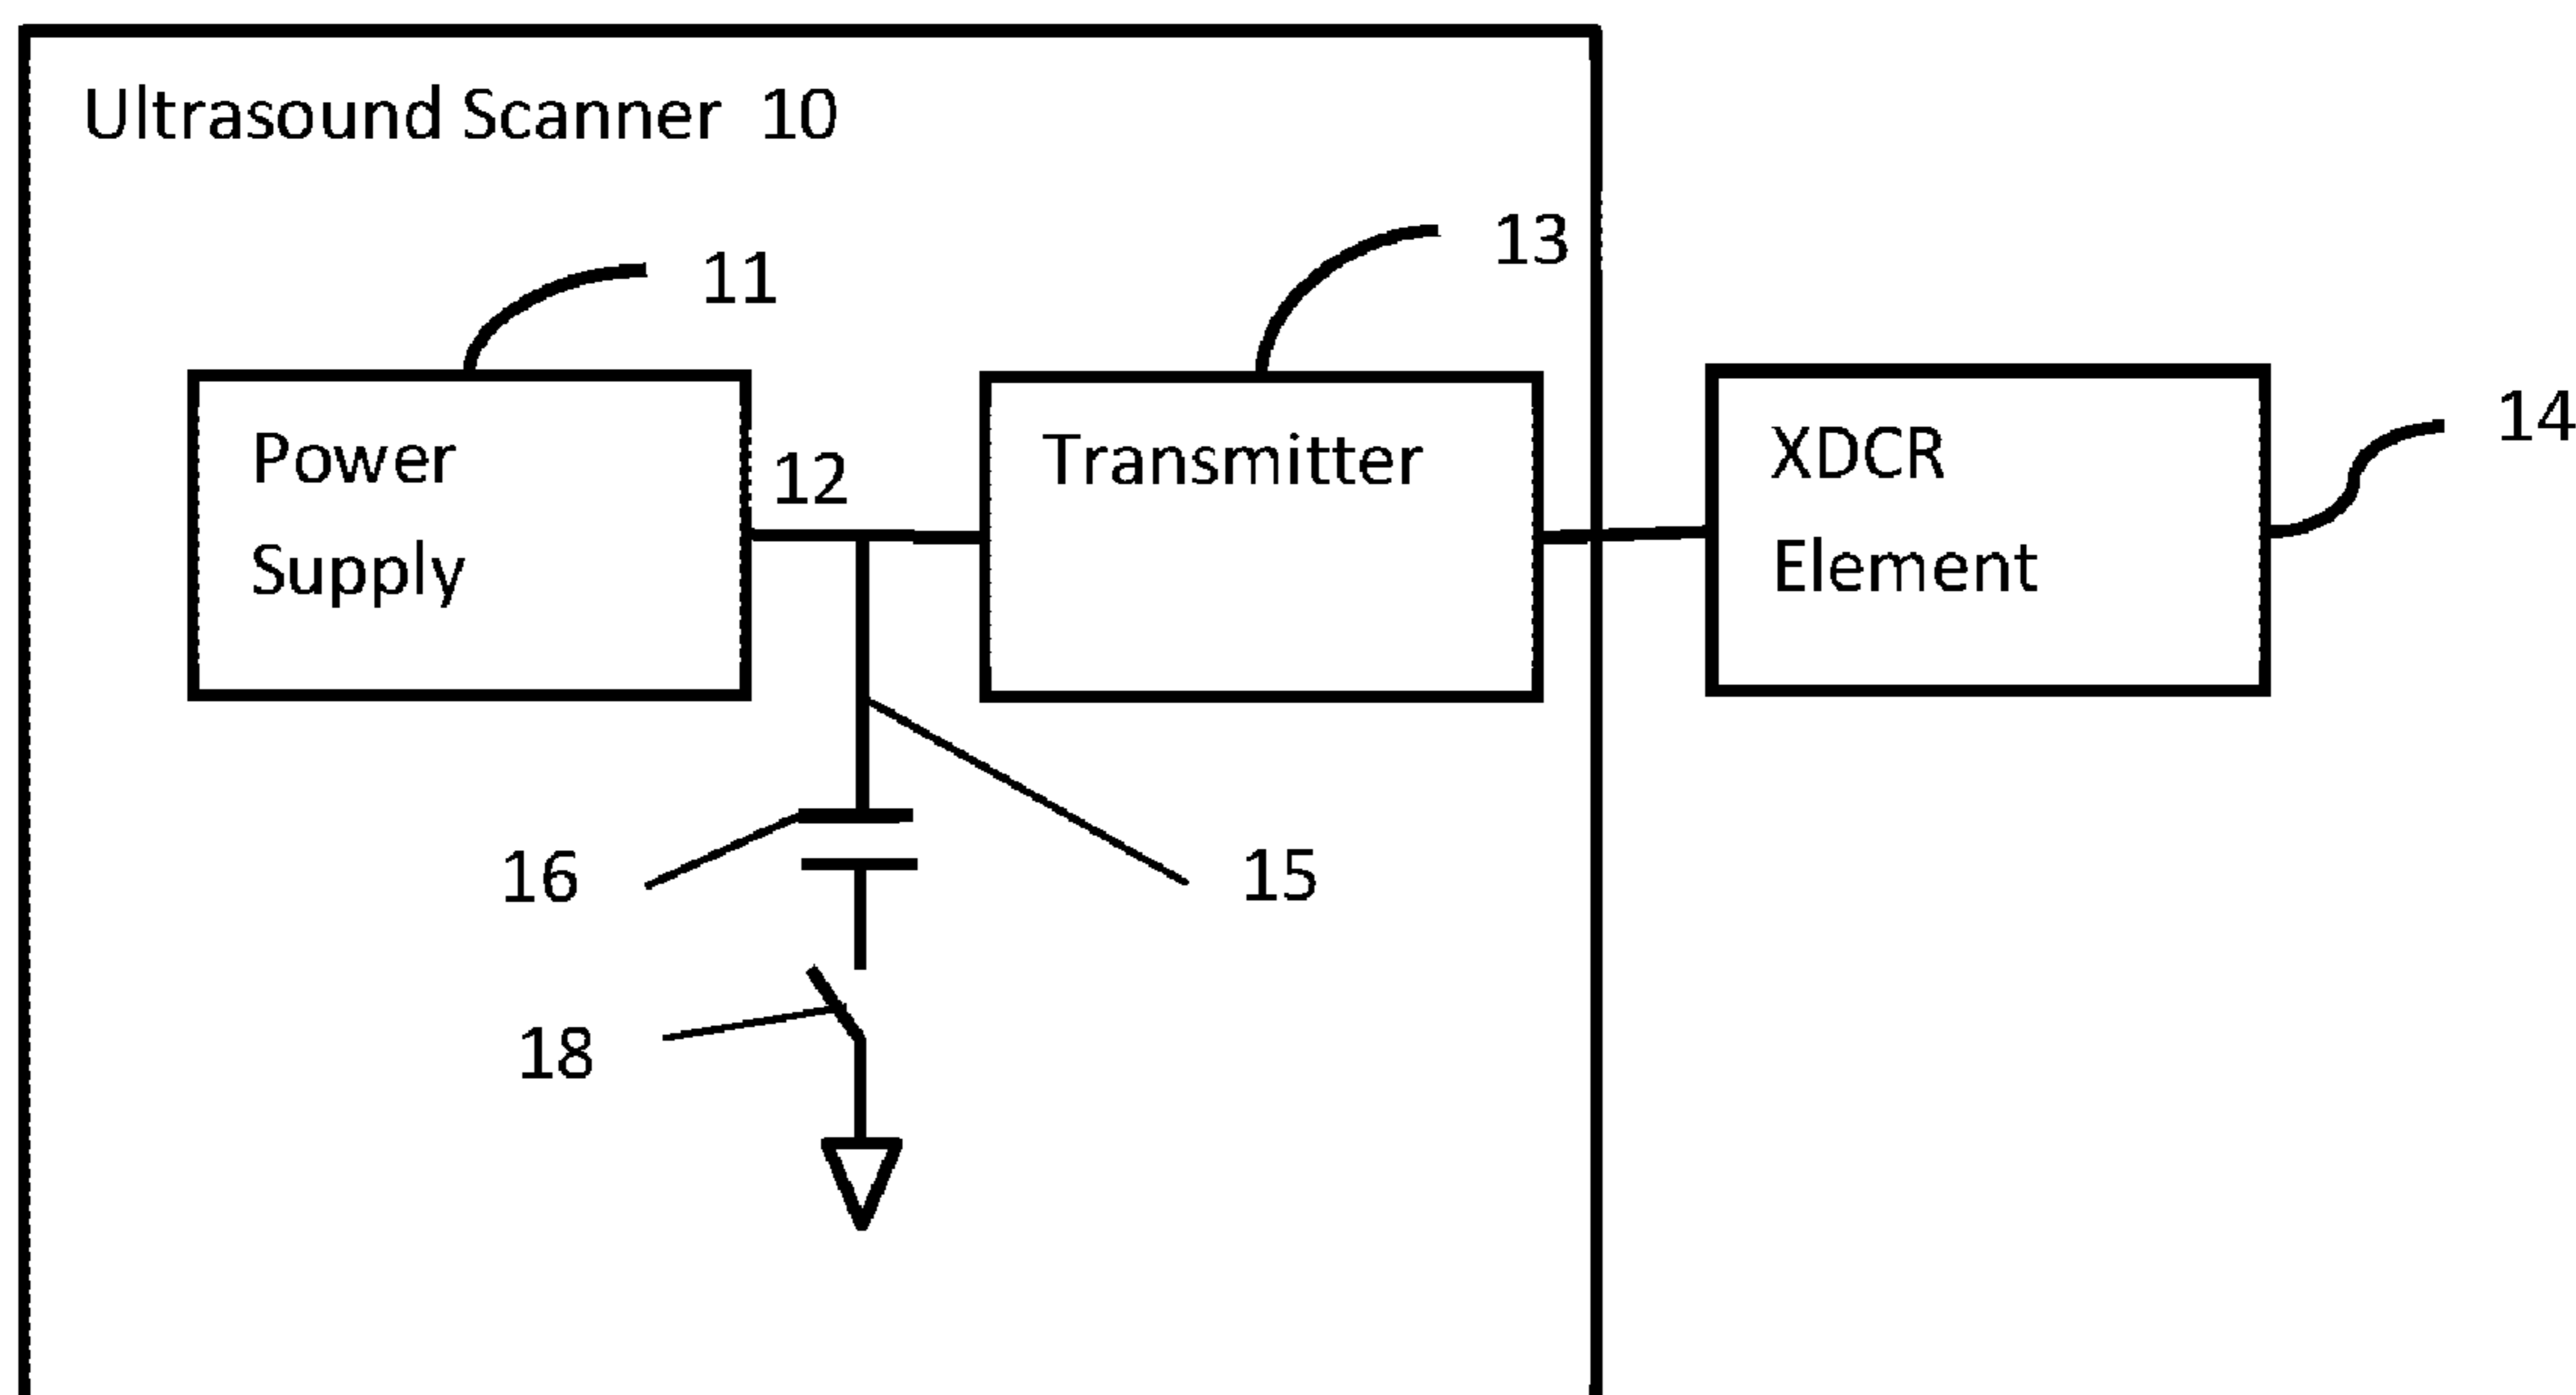 Ultrasound Scanner 10
11
13
Power
Supply
12
Transmitter
XDCR
Element
14
16
15
18